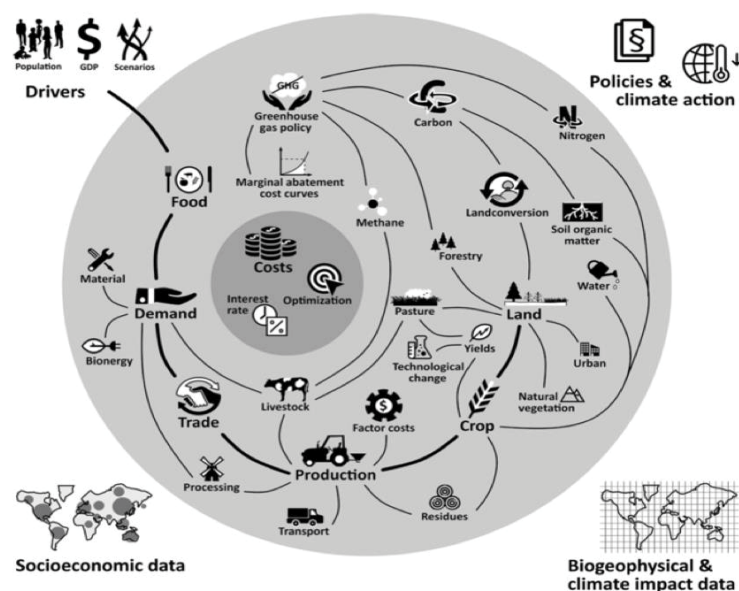 Population
GDP
Scenarios
Drivers
§
Policies &
climate action
GHG
Greenhouse
gas policy
Carbon
N
Nitrogen
Marginal abatement
cost curves
Food
Methane
Landconversion
Soil organic
matter
Costs
Forestry
Material
Interest
rate
%
Optimization
Water
Demand
Pasture
Land
Bionergy
Technological
change
Yields
Urban
Trade
Livestock
$
Factor costs
Crop
Natural
vegetation
Processing
Production
Transport
Residues
Socioeconomic data
Biogeophysical &
climate impact data